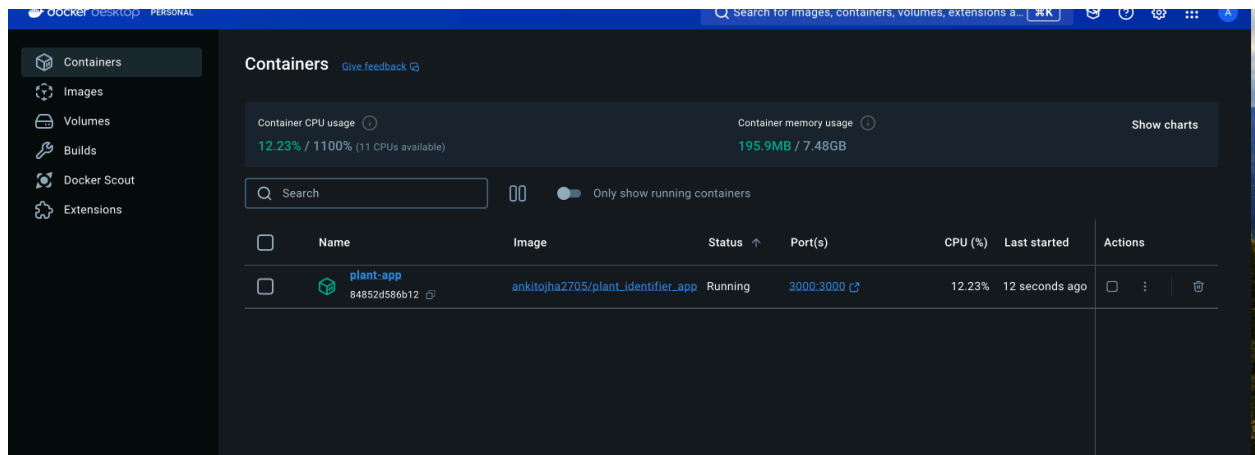 docker desktop PERSONAL
Search for images, containers, volumes, extensions a... ⌘K
A
Containers
Images
Volumes
Builds
Docker Scout
Extensions
Containers Give feedback
Container CPU usage
12.23% / 1100% (11 CPUs available)
Container memory usage
195.9MB / 7.48GB
Show charts
Search
Only show running containers
Name Image Status Port(s) CPU (%) Last started Actions
plant-app
84852d586b12
ankitojha2705/plant_identifier_app Running 3000:3000 12.23% 12 seconds ago